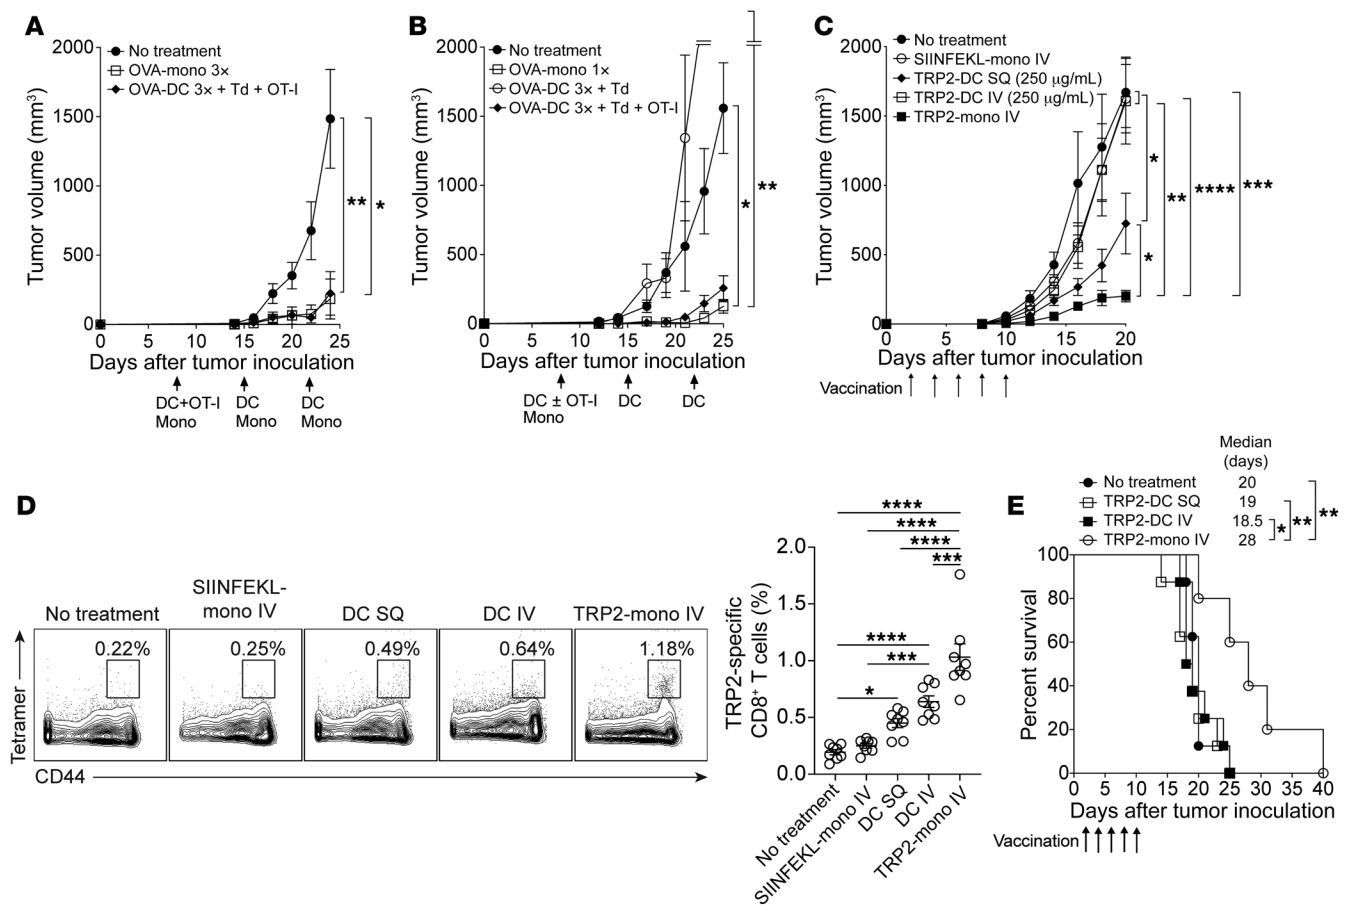 A
2000
1500
1000
500
0
Tumor volume (mm³)
No treatment
OVA-mono 3×
OVA-DC 3× + Td + OT-I
** *
0 5 10 15 20 25
Days after tumor inoculation
DC+OT-I
Mono
DC
Mono
DC
Mono
B
2000
1500
1000
500
0
Tumor volume (mm³)
No treatment
OVA-mono 1×
OVA-DC 3× + Td
OVA-DC 3× + Td + OT-I
* **
0 5 10 15 20 25
Days after tumor inoculation
DC ± OT-I
Mono
DC
DC
C
2000
1500
1000
500
0
Tumor volume (mm³)
No treatment
SIINFEKL-mono IV
TRP2-DC SQ (250 µg/mL)
TRP2-DC IV (250 µg/mL)
TRP2-mono IV
*
*
** **** ***
0 5 10 15 20
Days after tumor inoculation
Vaccination
D
No treatment
SIINFEKL-
mono IV
DC SQ
DC IV
TRP2-mono IV
0.22%
0.25%
0.49%
0.64%
1.18%
Tetramer
CD44
TRP2-specific
CD8⁺ T cells (%)
2.0
1.5
1.0
0.5
0.0
****
****
****
***
****
***
*
No treatment
SIINFEKL-mono IV
DC SQ
DC IV
TRP2-mono IV
E
Median
(days)
No treatment 20
TRP2-DC SQ 19
TRP2-DC IV 18.5
TRP2-mono IV 28
* ** **
Percent survival
100
80
60
40
20
0
0 5 10 15 20 25 30 35 40
Days after tumor inoculation
Vaccination